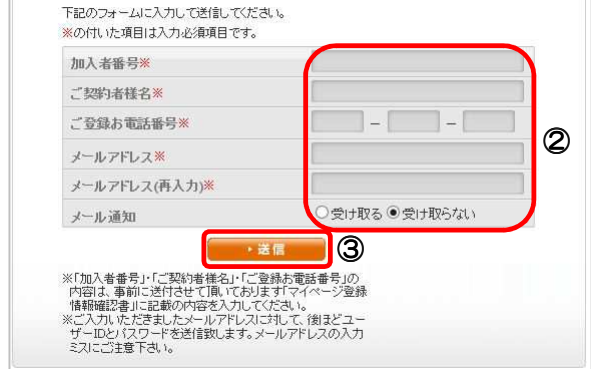 下記のフォームに入力して送信してください。
※の付いた項目は入力必須項目です。
加入者番号※
ご契約者様名※
ご登録お電話番号※ － －
②
メールアドレス※
メールアドレス(再入力)※
メール通知 受け取る 受け取らない
送信 ③
※「加入者番号」・「ご契約者様名」・「ご登録お電話番号」の
内容は、事前に送付させて頂いております「マイページ登録
情報確認書」に記載の内容を入力してください。
※ご入力いただきましたメールアドレスに対して、後ほどユー
ザーIDとパスワードを送信致します。メールアドレスの入力
ミスにご注意下さい。